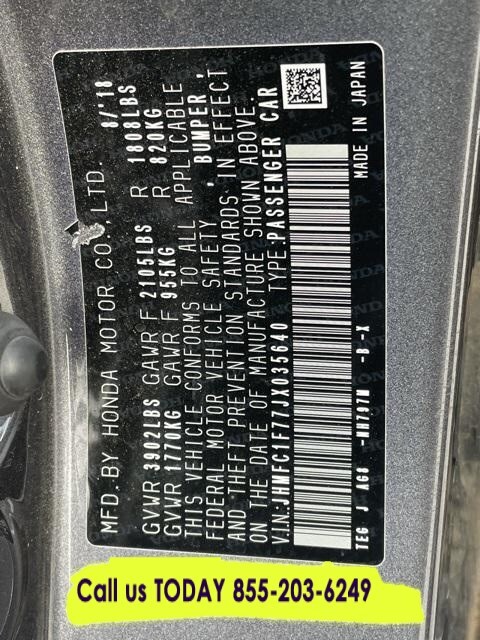 MFD. BY HONDA MOTOR CO., LTD. 8/'18
GVWR 3902LBS GAWR F 2105LBS R 1808LBS
GVWR 1770KG GAWR F 955KG R 820KG
THIS VEHICLE CONFORMS TO ALL APPLICABLE
FEDERAL MOTOR VEHICLE SAFETY, BUMPER,
AND THEFT PREVENTION STANDARDS IN EFFECT
ON THE DATE OF MANUFACTURE SHOWN ABOVE.
V.I.N.: JHMFC1F77JX035640 TYPE: PASSENGER CAR
TEG J AG8 - NH797M - B -X MADE IN JAPAN
Call us TODAY 855-203-6249